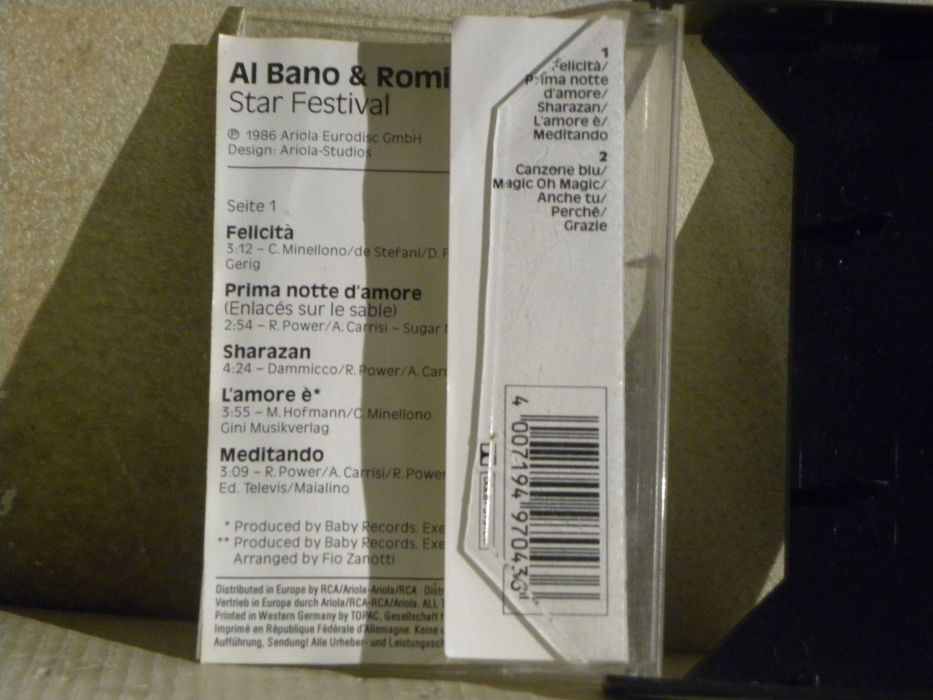 Al Bano & Romi
Star Festival
℗ 1986 Ariola Eurodisc GmbH
Design: Ariola-Studios
Seite 1
Felicità
3:12 – C. Minellono/de Stefani/D. F
Gerig
Prima notte d'amore
(Enlacés sur le sable)
2:54 – R. Power/A. Carrisi – Sugar
Sharazan
4:24 – Dammicco/R. Power/A. Carr
L'amore è*
3:55 – M. Hofmann/C. Minellono
Gini Musikverlag
Meditando
3:09 – R. Power/A. Carrisi/R. Power
Ed. Televis/Maialino
* Produced by Baby Records. Exe
** Produced by Baby Records. Exe
Arranged by Fio Zanotti
Distributed in Europe by RCA/Ariola-Ariola/RCA Distr
Vertrieb in Europa durch Ariola/RCA-RCA/Ariola. ALL
Printed in Western Germany by TOPAC, Gesellschaft
Imprimé en République Fédérale d'Allemagne. Keine
Aufführung, Sendung! Alle Urheber- und Leistungssch
1
Felicità/
Prima notte
d'amore/
Sharazan/
L'amore è/
Meditando
2
Canzone blu/
Magic Oh Magic/
Anche tu/
Perchè/
Grazie
4 007194 970433